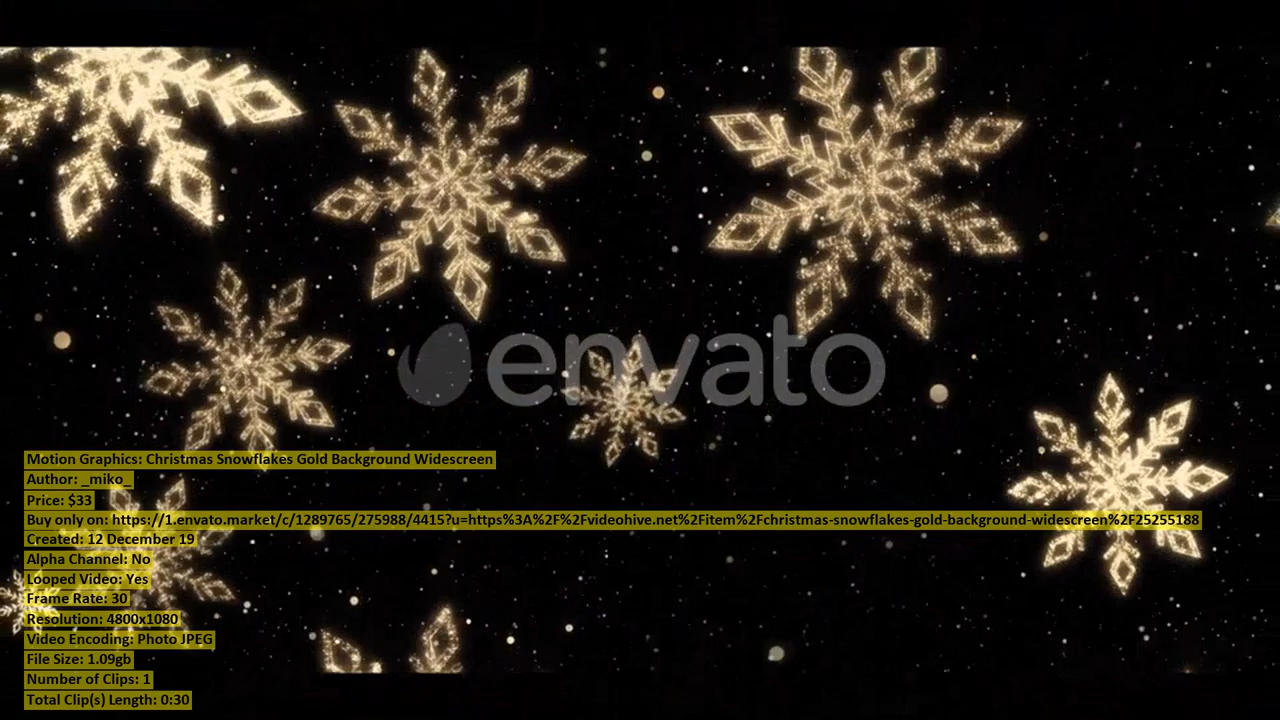 envato
Motion Graphics: Christmas Snowflakes Gold Background Widescreen
Author: _miko_
Price: $33
Buy only on: https://1.envato.market/c/1289765/275988/4415?u=https%3A%2F%2Fvideohive.net%2Fitem%2Fchristmas-snowflakes-gold-background-widescreen%2F25255188
Created: 12 December 19
Alpha Channel: No
Looped Video: Yes
Frame Rate: 30
Resolution: 4800x1080
Video Encoding: Photo JPEG
File Size: 1.09gb
Number of Clips: 1
Total Clip(s) Length: 0:30